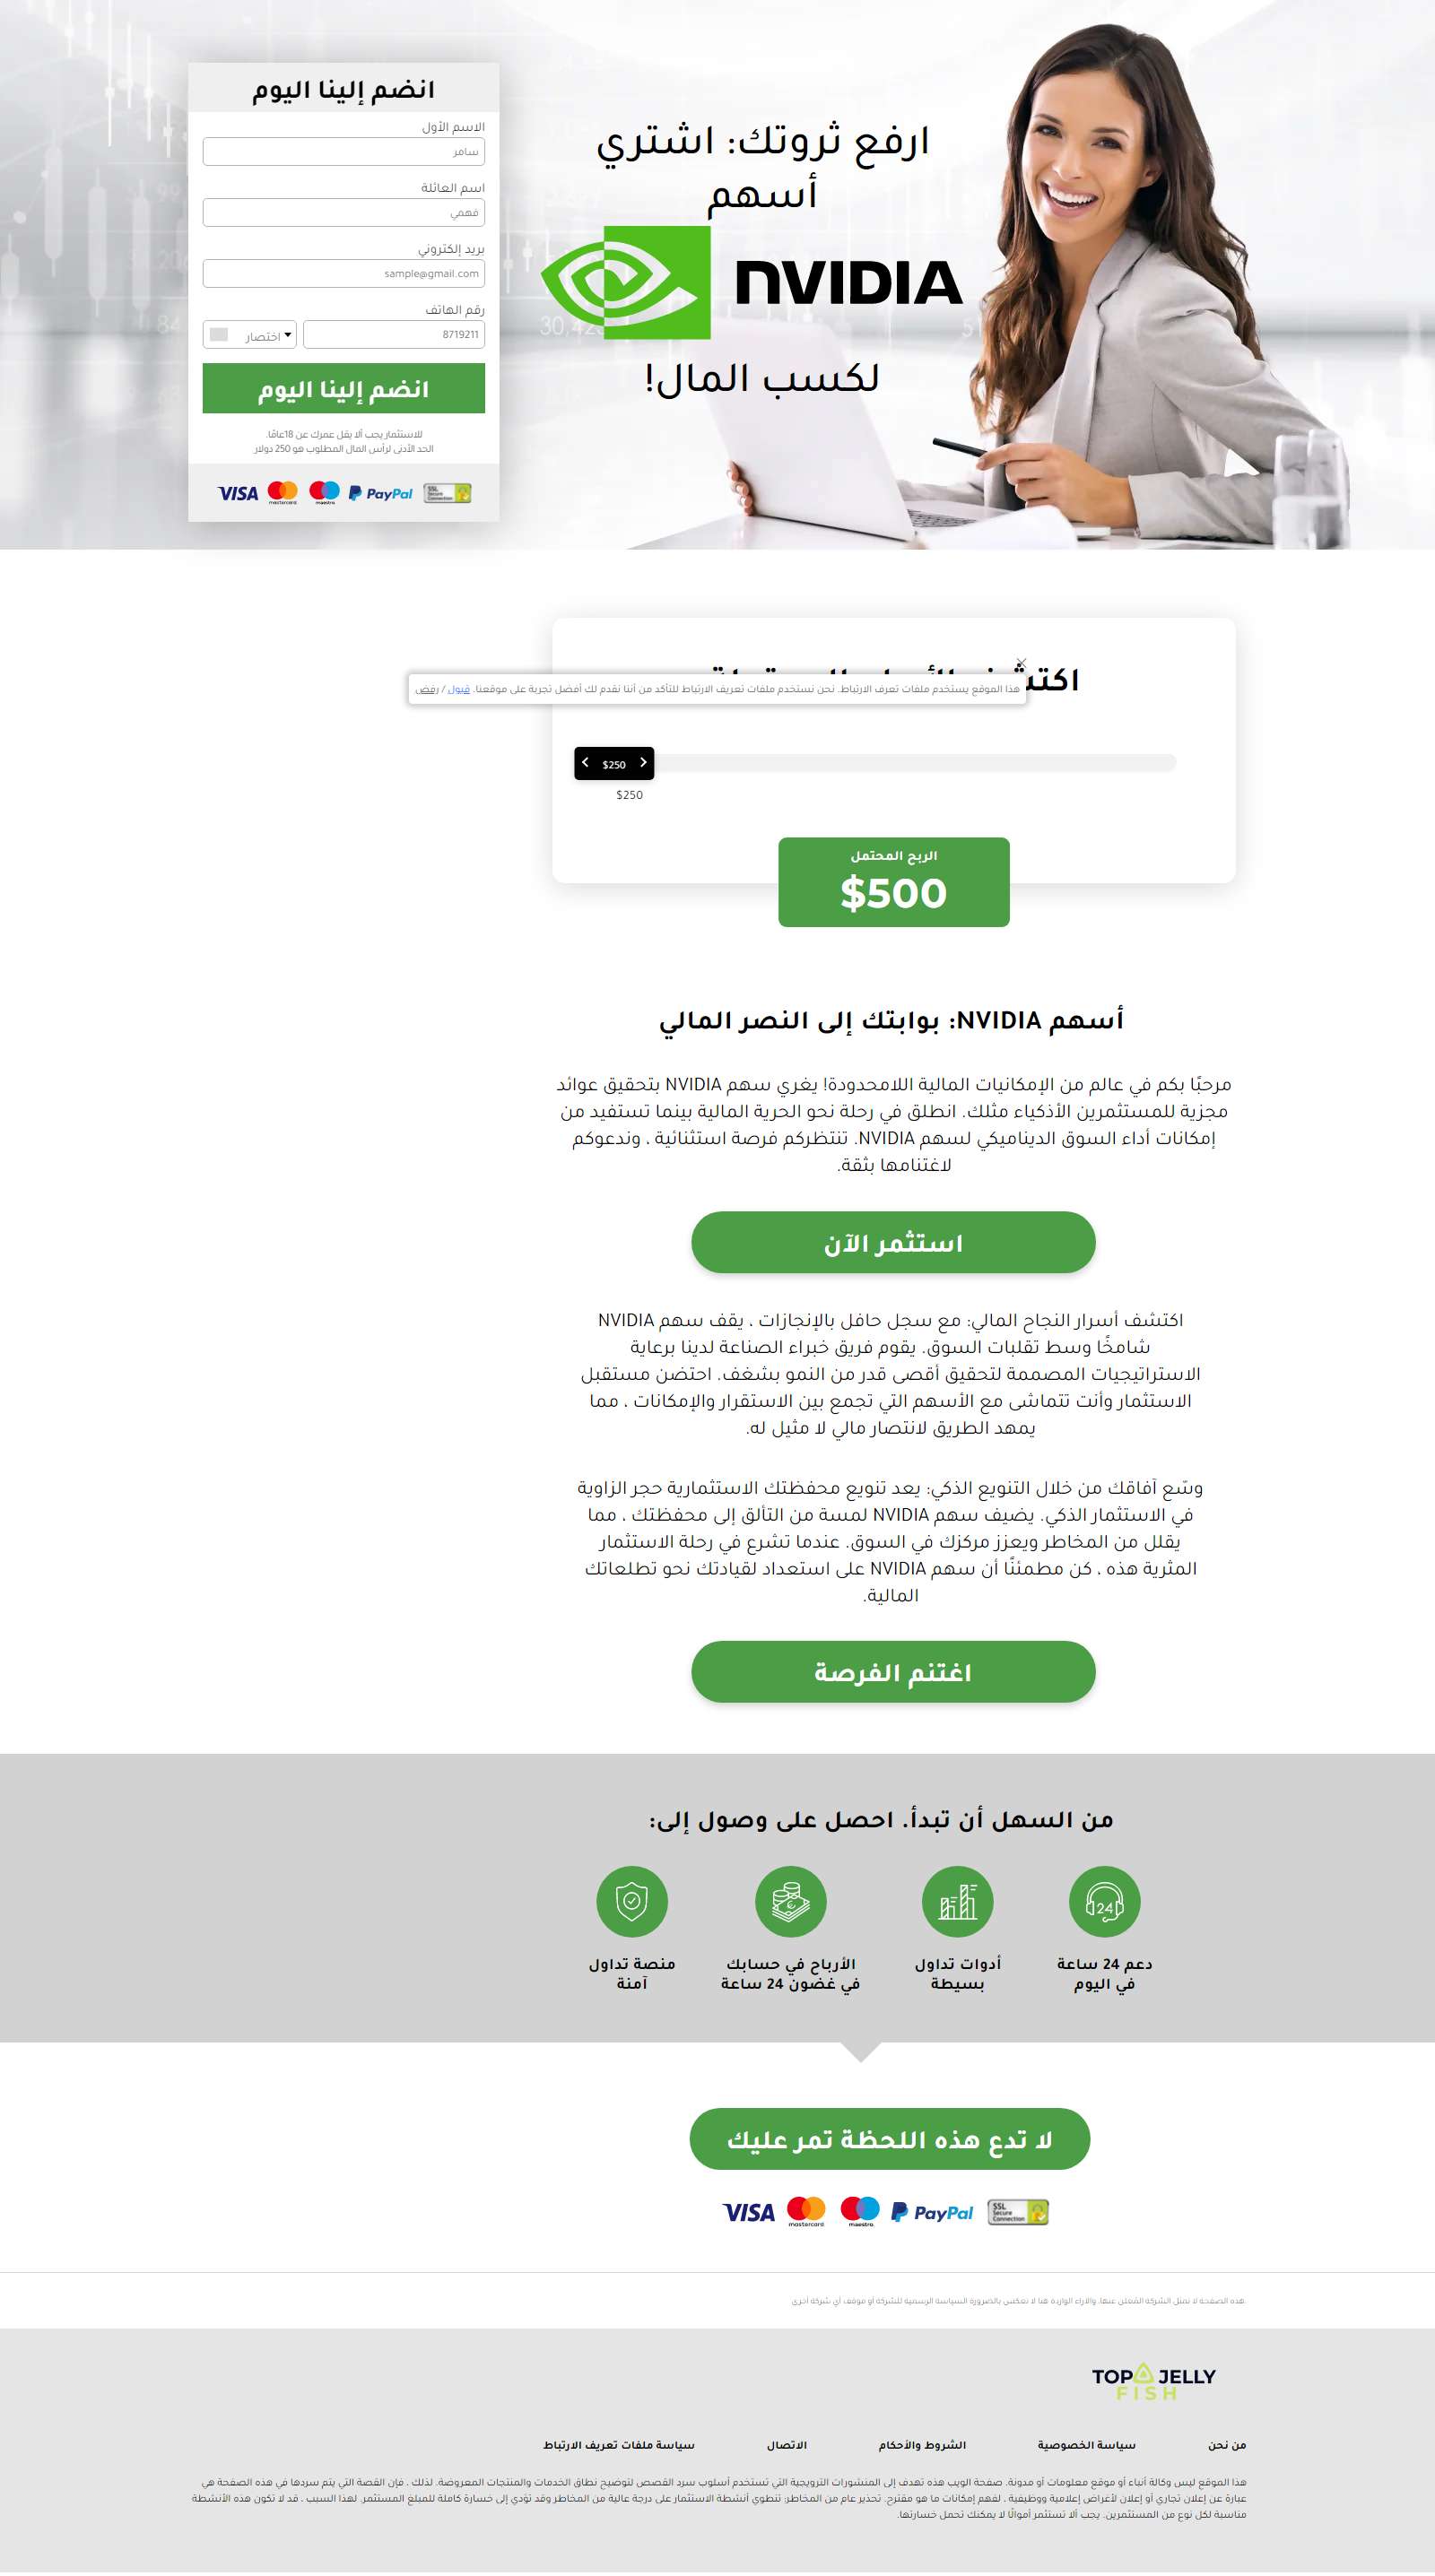 ارفع ثروتك: اشتري
أسهم
nVIDIA
لكسب المال!
انضم إلينا اليوم
الاسم الأول
سامر
اسم العائلة
فهمي
بريد إلكتروني
sample@gmail.com
رقم الهاتف
8719211
اختصار
انضم إلينا اليوم
للاستثمار يجب ألا يقل عمرك عن 18عامًا.
الحد الأدنى لرأس المال المطلوب هو 250 دولار
VISA mastercard maestro PayPal SSL Secure Connection
هذا الموقع يستخدم ملفات تعرف الارتباط. نحن نستخدم ملفات تعريف الارتباط للتأكد من أننا نقدم لك أفضل تجربة على موقعنا. قبول / رفض
$250
$250
الربح المحتمل
$500
أسهم NVIDIA: بوابتك إلى النصر المالي
مرحبًا بكم في عالم من الإمكانيات المالية اللامحدودة! يغري سهم NVIDIA بتحقيق عوائد
مجزية للمستثمرين الأذكياء مثلك. انطلق في رحلة نحو الحرية المالية بينما تستفيد من
إمكانات أداء السوق الديناميكي لسهم NVIDIA. تنتظركم فرصة استثنائية ، وندعوكم
لاغتنامها بثقة.
استثمر الآن
اكتشف أسرار النجاح المالي: مع سجل حافل بالإنجازات ، يقف سهم NVIDIA
شامخًا وسط تقلبات السوق. يقوم فريق خبراء الصناعة لدينا برعاية
الاستراتيجيات المصممة لتحقيق أقصى قدر من النمو بشغف. احتضن مستقبل
الاستثمار وأنت تتماشى مع الأسهم التي تجمع بين الاستقرار والإمكانات ، مما
يمهد الطريق لانتصار مالي لا مثيل له.
وسّع آفاقك من خلال التنويع الذكي: يعد تنويع محفظتك الاستثمارية حجر الزاوية
في الاستثمار الذكي. يضيف سهم NVIDIA لمسة من التألق إلى محفظتك ، مما
يقلل من المخاطر ويعزز مركزك في السوق. عندما تشرع في رحلة الاستثمار
المثرية هذه ، كن مطمئنًا أن سهم NVIDIA على استعداد لقيادتك نحو تطلعاتك
المالية.
اغتنم الفرصة
من السهل أن تبدأ. احصل على وصول إلى:
24
دعم 24 ساعة
في اليوم
أدوات تداول
بسيطة
الأرباح في حسابك
في غضون 24 ساعة
منصة تداول
آمنة
لا تدع هذه اللحظة تمر عليك
VISA mastercard maestro PayPal SSL Secure Connection
هذه الصفحة لا تمثل الشركة المُعلن عنها. والآراء الواردة هنا لا تعكس بالضرورة السياسة الرسمية للشركة أو موقف أي شركة أخرى.
TOP JELLY
FISH
من نحن
سياسة الخصوصية
الشروط والأحكام
الاتصال
سياسة ملفات تعريف الارتباط
هذا الموقع ليس وكالة أنباء أو موقع معلومات أو مدونة. صفحة الويب هذه تهدف إلى المنشورات الترويجية التي تستخدم أسلوب سرد القصص لتوضيح نطاق الخدمات والمنتجات المعروضة. لذلك ، فإن القصة التي يتم سردها في هذه الصفحة هي
عبارة عن إعلان تجاري أو إعلان لأغراض إعلامية ووظيفية ، لفهم إمكانات ما هو مقترح. تحذير عام من المخاطر: تنطوي أنشطة الاستثمار على درجة عالية من المخاطر وقد تؤدي إلى خسارة كاملة للمبلغ المستثمر. لهذا السبب ، قد لا تكون هذه الأنشطة
مناسبة لكل نوع من المستثمرين. يجب ألا تستثمر أموالًا لا يمكنك تحمل خسارتها.